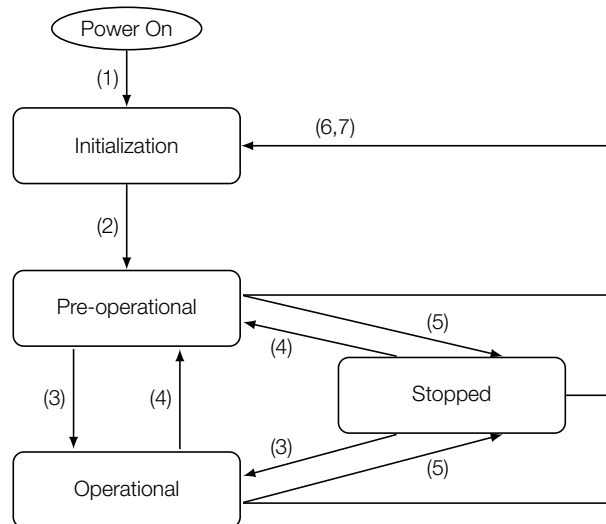 Power On
(1)
Initialization
(6,7)
(2)
Pre-operational
(5)
(4)
(3)
(4)
Stopped
(3)
(5)
Operational